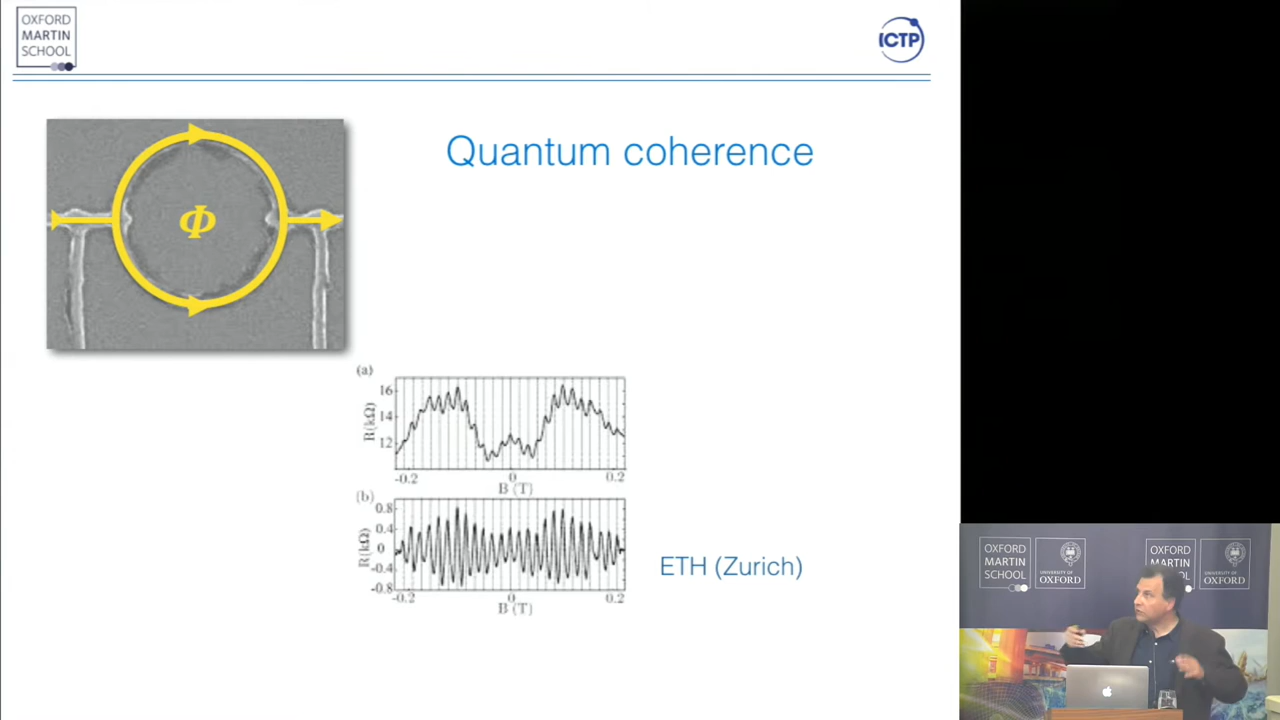 OXFORD
MARTIN
SCHOOL
ICTP
Quantum coherence
Φ
(a)
16
14
12
R(kΩ)
-0.2
0
0.2
B (T)
(b)
0.8
0.4
0
-0.4
-0.8
R(kΩ)
-0.2
0
0.2
B (T)
ETH (Zurich)
OXFORD
MARTIN
SCHOOL
UNIVERSITY OF
OXFORD
OXFORD
MARTIN
SCHOOL
UNIVERSITY OF
OXFORD